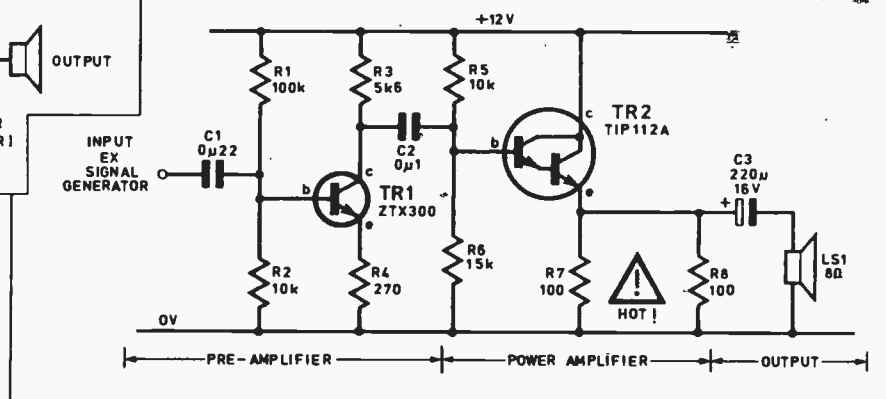 OUTPUT
+12V
R1
100k
R3
5k6
R5
10k
c
TR2
TIP112A
b
e
INPUT
EX
SIGNAL
GENERATOR
C1
0µ22
C2
0µ1
c
b
TR1
ZTX300
e
C3
220µ
16V
+
R2
10k
R4
270
R6
15k
R7
100
!
HOT!
R8
100
LS1
8Ω
0V
PRE-AMPLIFIER
POWER AMPLIFIER
OUTPUT